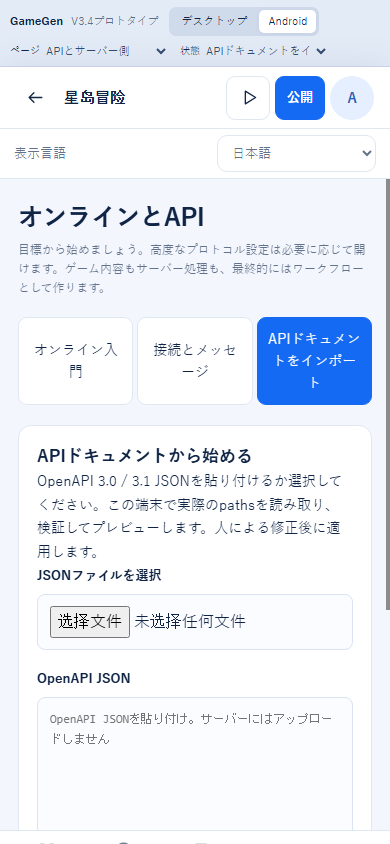 GameGen V3.4プロトタイプ デスクトップ Android
ページ APIとサーバー側 状態 APIドキュメントをイ
星岛冒险 公開 A
表示言語 日本語
オンラインとAPI
目標から始めましょう。高度なプロトコル設定は必要に応じて開
けます。ゲーム内容もサーバー処理も、最終的にはワークフロー
として作ります。
オンライン入
門
接続とメッセ
ージ
APIドキュメン
トをインポー
ト
APIドキュメントから始める
OpenAPI 3.0 / 3.1 JSONを貼り付けるか選択して
ください。この端末で実際のpathsを読み取り、
検証してプレビューします。人による修正後に適
用します。
JSONファイルを選択
选择文件 未选择任何文件
OpenAPI JSON
OpenAPI JSONを貼り付け。サーバーにはアップロー
ドしません